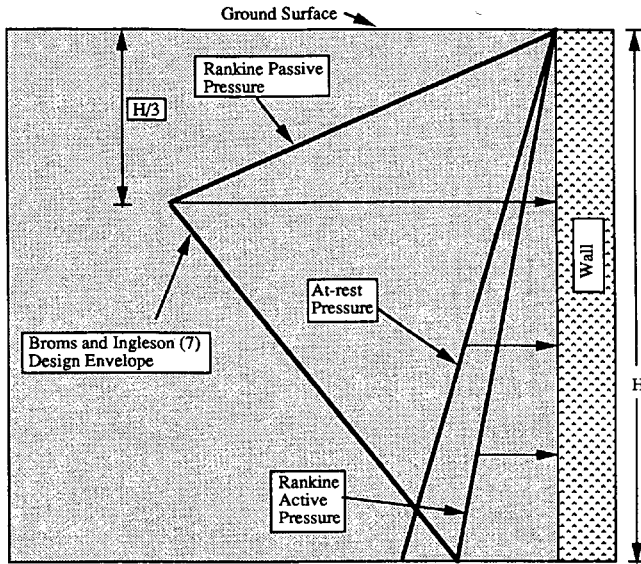 Ground Surface
Rankine Passive
Pressure
H/3
Wall
At-rest
Pressure
Broms and Ingleson (7)
Design Envelope
H
Rankine
Active
Pressure